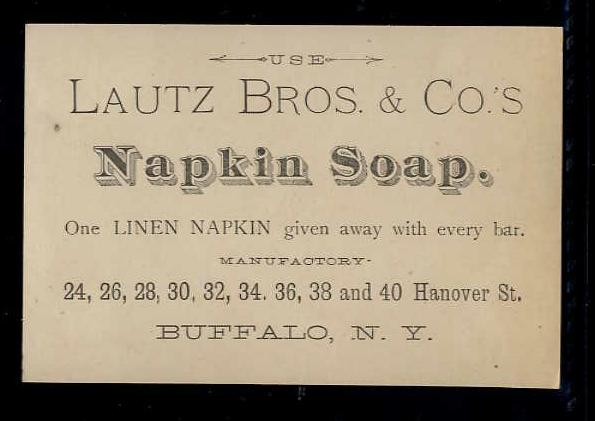 USE
LAUTZ BROS. & CO.'S
Napkin Soap.
One LINEN NAPKIN given away with every bar.
MANUFACTORY-
24, 26, 28, 30, 32, 34. 36, 38 and 40 Hanover St.
BUFFALO, N. Y.